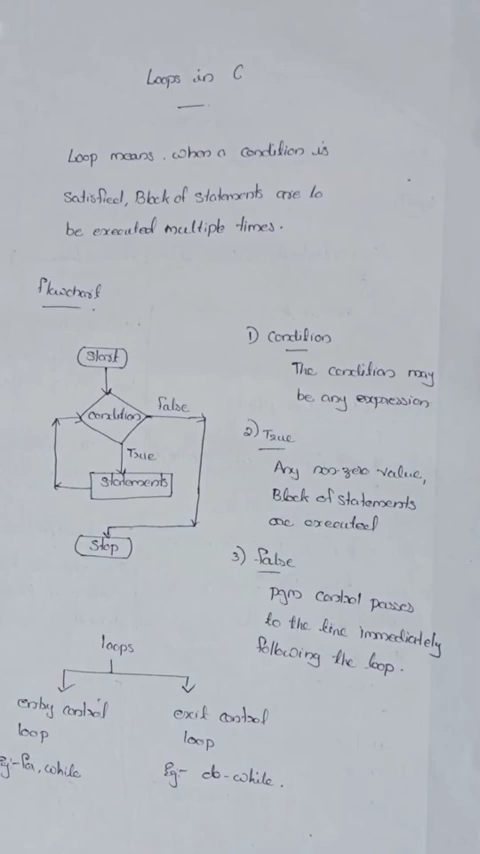 Loops in C
Loop means, when a condition is
satisfied, Block of statements are to
be executed multiple times.
flowchart
Start
Condition
false
True
statements
Stop
1) Condition
The condition may
be any expression
2) True
Any non-zero value,
Block of statements
are executed
3) false
pgm control passes
to the line immediately
following the loop.
loops
entry control
loop
Eg:- for, while
exit control
loop
Eg:- do-while.